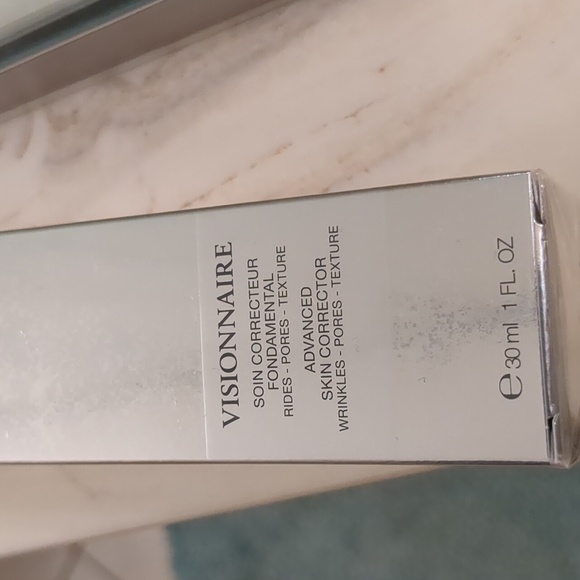 VISIONNAIRE
SOIN CORRECTEUR
FONDAMENTAL
RIDES - PORES - TEXTURE
ADVANCED
SKIN CORRECTOR
WRINKLES - PORES - TEXTURE
℮ 30 ml 1 FL. OZ